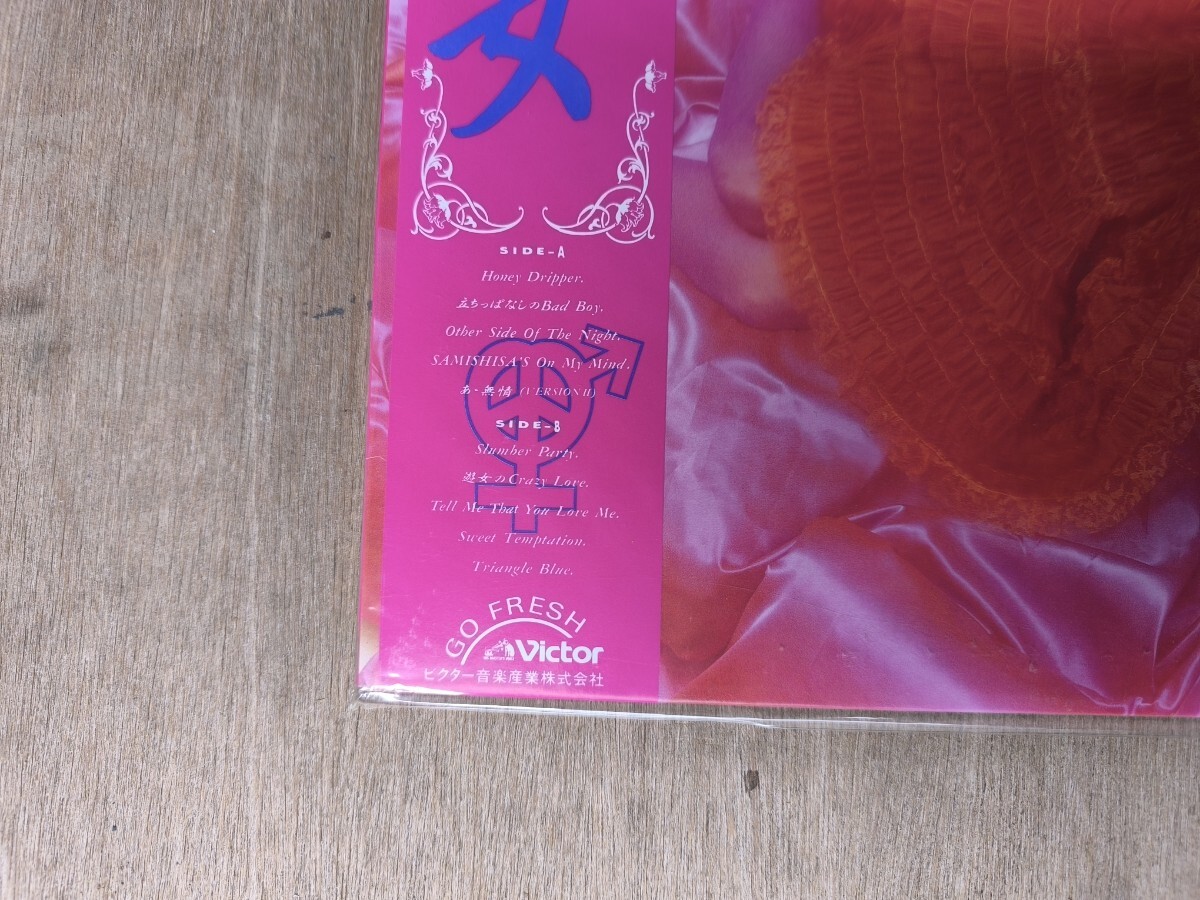 女
SIDE-A
Honey Dripper.
立ちっぱなしのBad Boy.
Other Side Of The Night.
SAMISHISA'S On My Mind.
あゝ無情 (VERSION II)
SIDE-B
Slumber Party.
遊女のCrazy Love.
Tell Me That You Love Me.
Sweet Temptation.
Triangle Blue.
GO FRESH
Victor
ビクター音楽産業株式会社